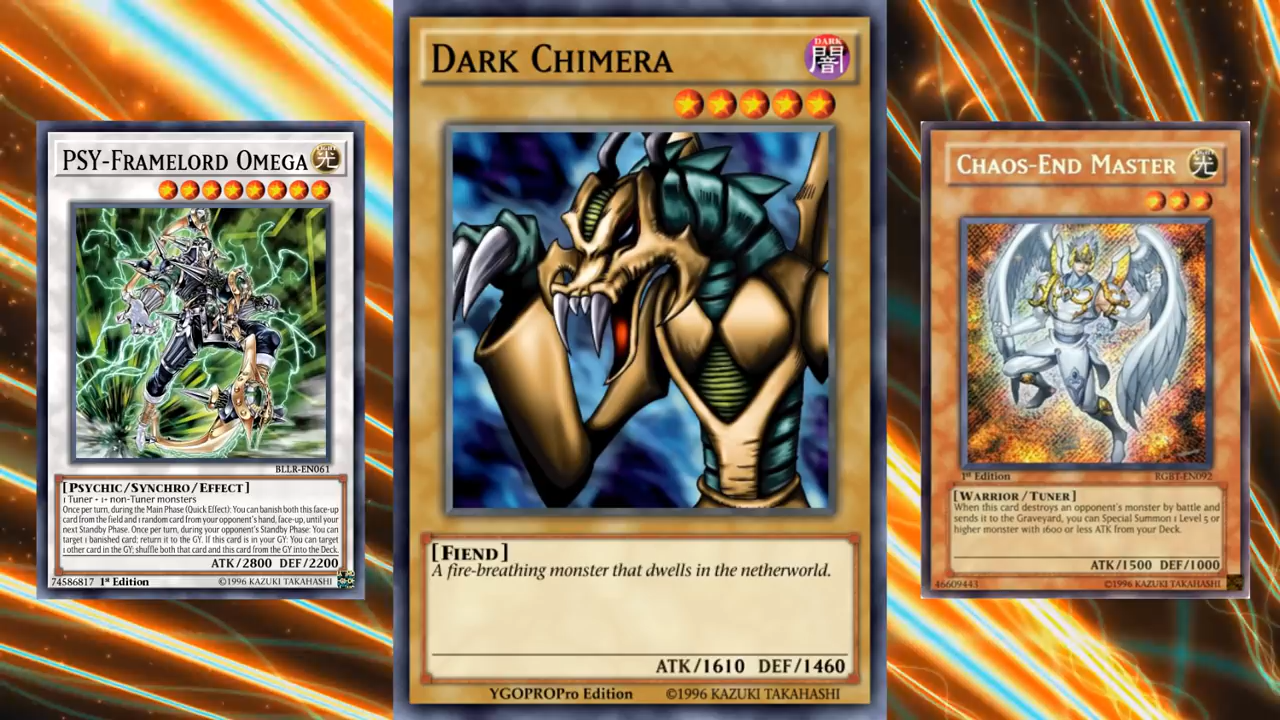 PSY-Framelord Omega
LIGHT
光
BLLR-EN061
[Psychic/Synchro/Effect]
1 Tuner + 1+ non-Tuner monsters
Once per turn, during the Main Phase (Quick Effect): You can banish both this face-up
card from the field and 1 random card from your opponent's hand, face-up, until your
next Standby Phase. Once per turn, during your opponent's Standby Phase: You can
target 1 banished card; return it to the GY. If this card is in your GY: You can target
1 other card in the GY; shuffle both that card and this card from the GY into the Deck.
ATK/2800 DEF/2200
74586817 1st Edition ©1996 KAZUKI TAKAHASHI
Dark Chimera
DARK
闇
[Fiend]
A fire-breathing monster that dwells in the netherworld.
ATK/1610 DEF/1460
YGOPROPro Edition ©1996 KAZUKI TAKAHASHI
Chaos-End Master
LIGHT
光
1st Edition RGBT-EN092
[Warrior/Tuner]
When this card destroys an opponent's monster by battle and
sends it to the Graveyard, you can Special Summon 1 Level 5 or
higher monster with 1600 or less ATK from your Deck.
ATK/1500 DEF/1000
46609443 ©1996 KAZUKI TAKAHASHI